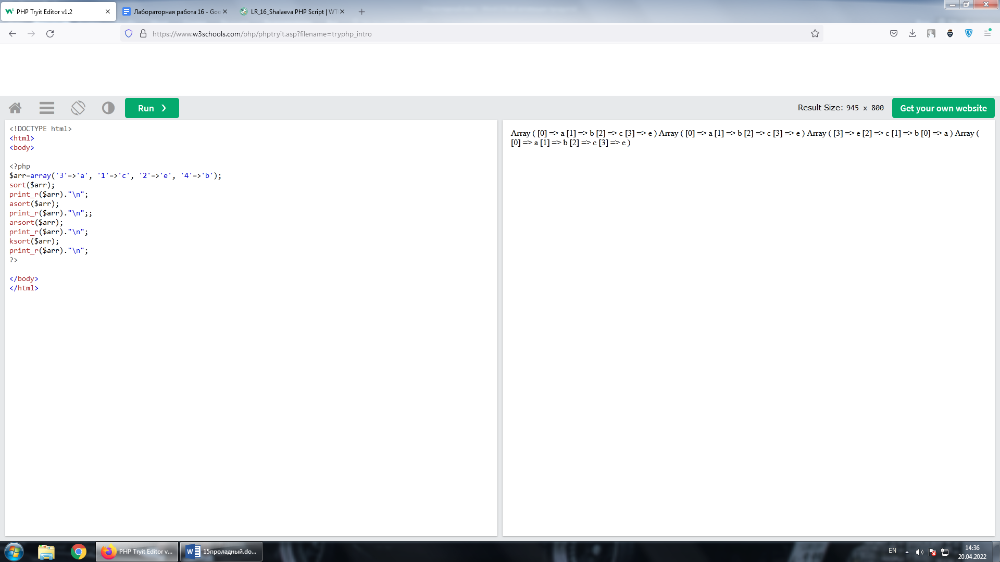 PHP Tryit Editor v1.2
Лабораторная работа 16 - Goo
LR_16_Shalaeva PHP Script | WT
https://www.w3schools.com/php/phptryit.asp?filename=tryphp_intro
Run ❯
Result Size: 945 x 800
Get your own website
<!DOCTYPE html>
<html>
<body>
<?php
$arr=array('3'=>'a', '1'=>'c', '2'=>'e', '4'=>'b');
sort($arr);
print_r($arr)."\n";
asort($arr);
print_r($arr)."\n";;
arsort($arr);
print_r($arr)."\n";
ksort($arr);
print_r($arr)."\n";
?>
</body>
</html>
Array ( [0] => a [1] => b [2] => c [3] => e ) Array ( [0] => a [1] => b [2] => c [3] => e ) Array ( [3] => e [2] => c [1] => b [0] => a ) Array (
[0] => a [1] => b [2] => c [3] => e )
PHP Tryit Editor v...
15проладный.do...
EN
14:36
20.04.2022